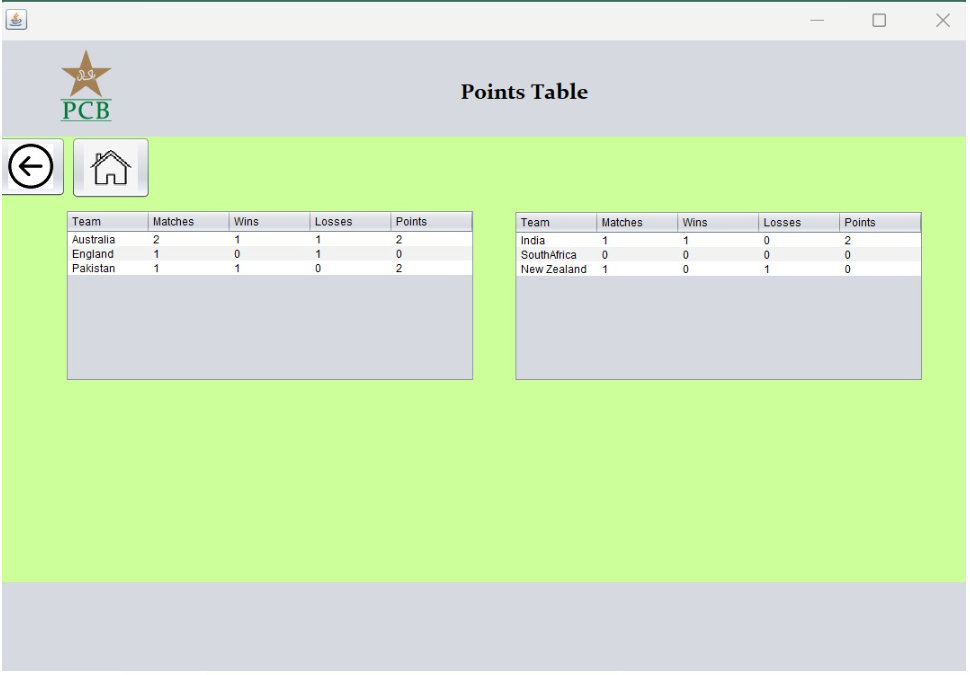 PCB
Points Table
Team Matches Wins Losses Points
Australia 2 1 1 2
England 1 0 1 0
Pakistan 1 1 0 2
Team Matches Wins Losses Points
India 1 1 0 2
SouthAfrica 0 0 0 0
New Zealand 1 0 1 0